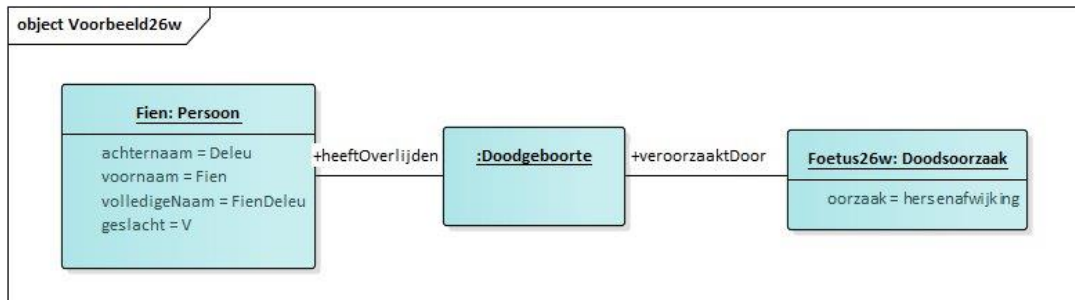 object Voorbeeld26w
Fien: Persoon
achternaam = Deleu
voornaam = Fien
volledigeNaam = FienDeleu
geslacht = V
+heeftOverlijden
:Doodgeboorte
+veroorzaaktDoor
Foetus26w: Doodsoorzaak
oorzaak = hersenafwijking